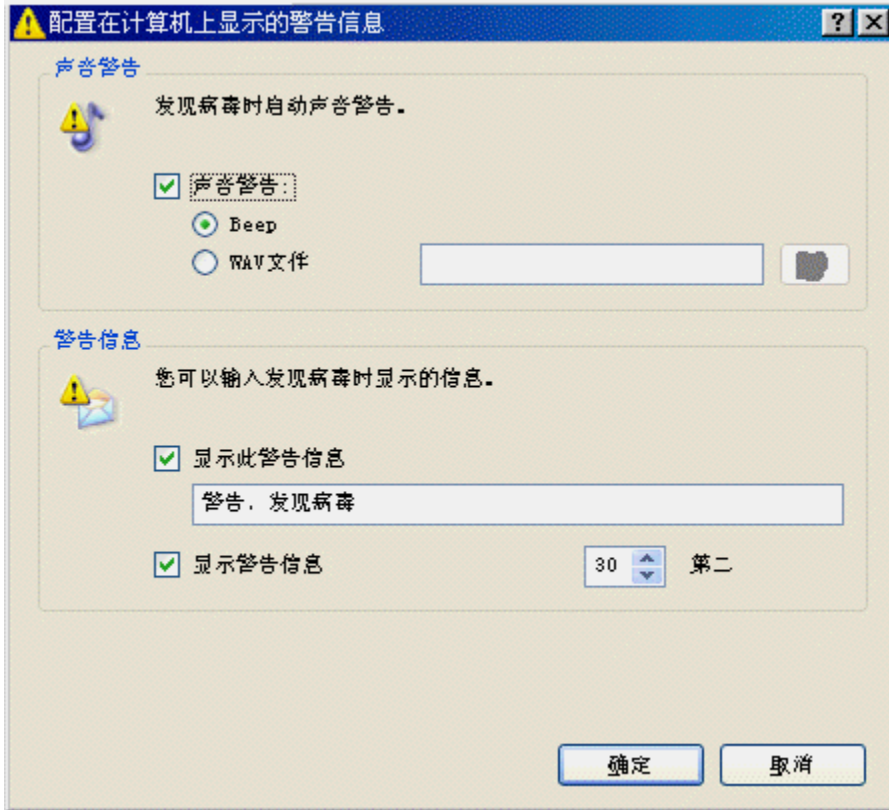 配置在计算机上显示的警告信息
声音警告
发现病毒时启动声音警告.
声音警告:
Beep
WAV文件
警告信息
您可以输入发现病毒时显示的信息.
显示此警告信息
警告, 发现病毒
显示警告信息 30 第二
确定 取消